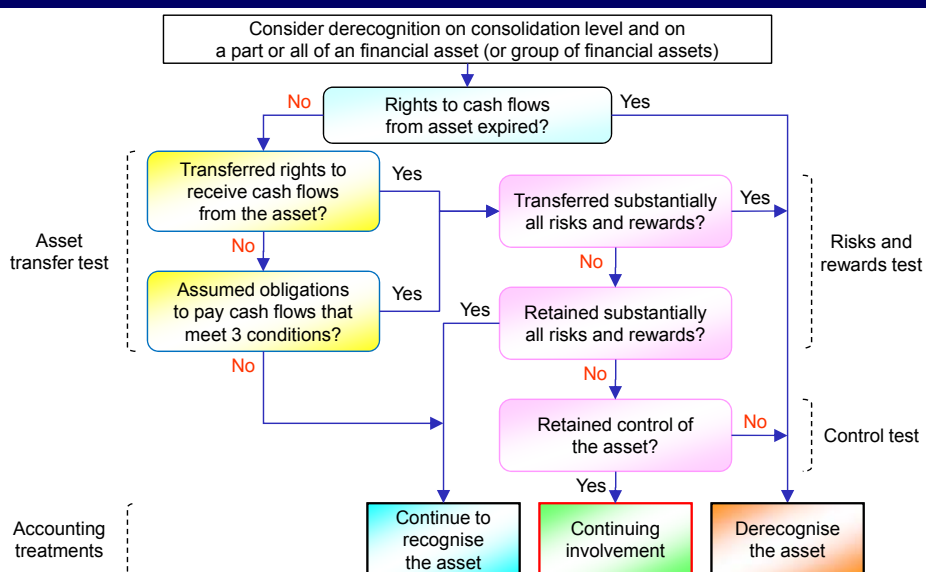 Consider derecognition on consolidation level and on
a part or all of an financial asset (or group of financial assets)
No
Rights to cash flows
from asset expired?
Yes
Asset
transfer test
Transferred rights to
receive cash flows
from the asset?
Yes
No
Assumed obligations
to pay cash flows that
meet 3 conditions?
Yes
No
Transferred substantially
all risks and rewards?
Yes
No
Risks and
rewards test
Yes
Retained substantially
all risks and rewards?
No
Retained control of
the asset?
No
Control test
Yes
Accounting
treatments
Continue to
recognise
the asset
Continuing
involvement
Derecognise
the asset